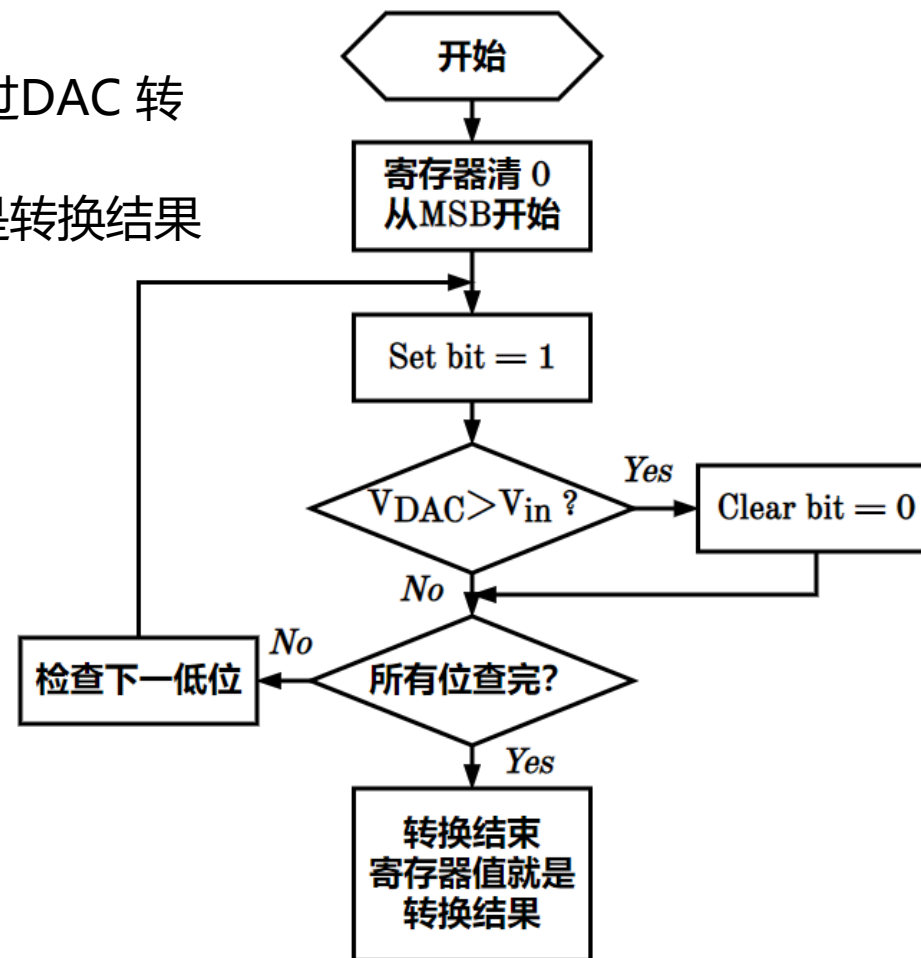 过DAC 转
是转换结果
开始
寄存器清 0
从MSB开始
Set bit = 1
V_DAC>V_in ?
Yes
Clear bit = 0
No
所有位查完?
No
检查下一低位
Yes
转换结束
寄存器值就是
转换结果